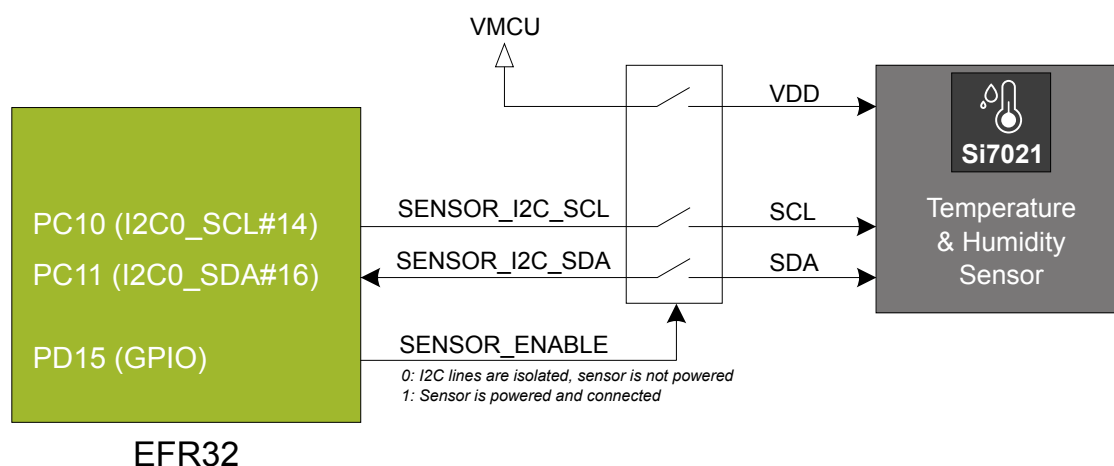 VMCU
VDD
Si7021
PC10 (I2C0_SCL#14)
SENSOR_I2C_SCL
SCL
Temperature
& Humidity
Sensor
PC11 (I2C0_SDA#16)
SENSOR_I2C_SDA
SDA
PD15 (GPIO)
SENSOR_ENABLE
0: I2C lines are isolated, sensor is not powered
1: Sensor is powered and connected
EFR32